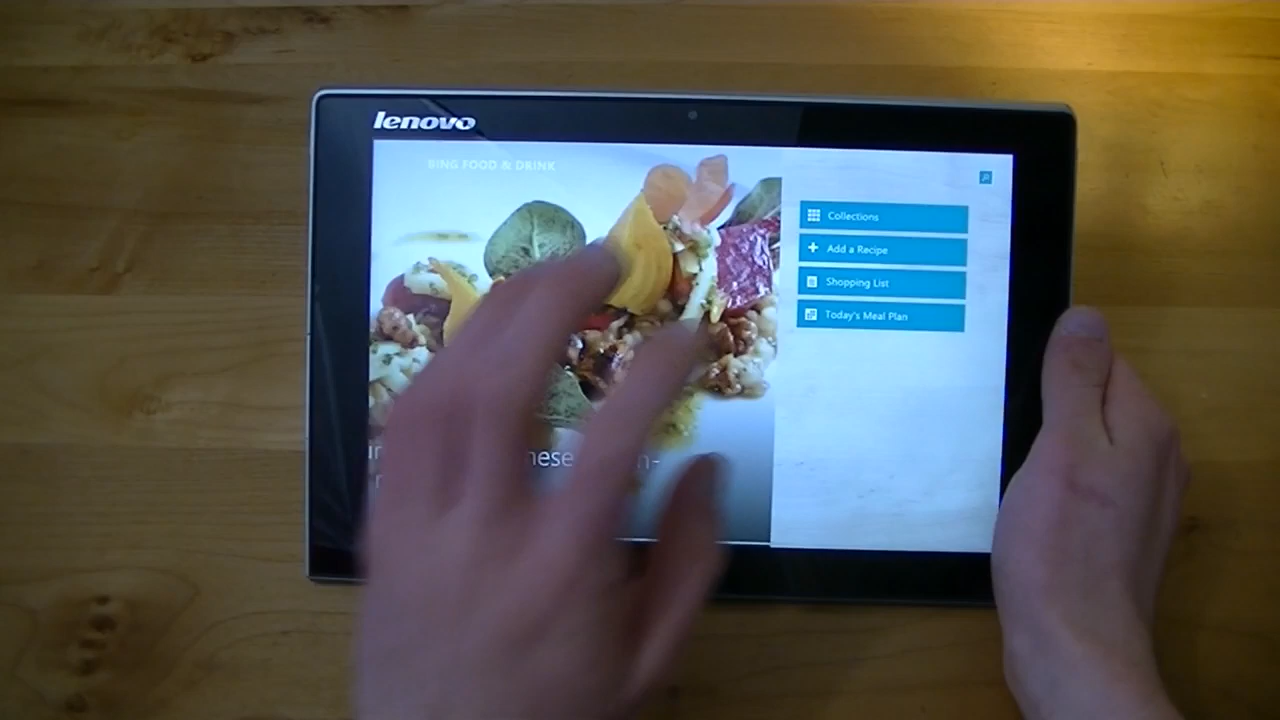 lenovo
BING FOOD & DRINK
Collections
Add a Recipe
Shopping List
Today's Meal Plan